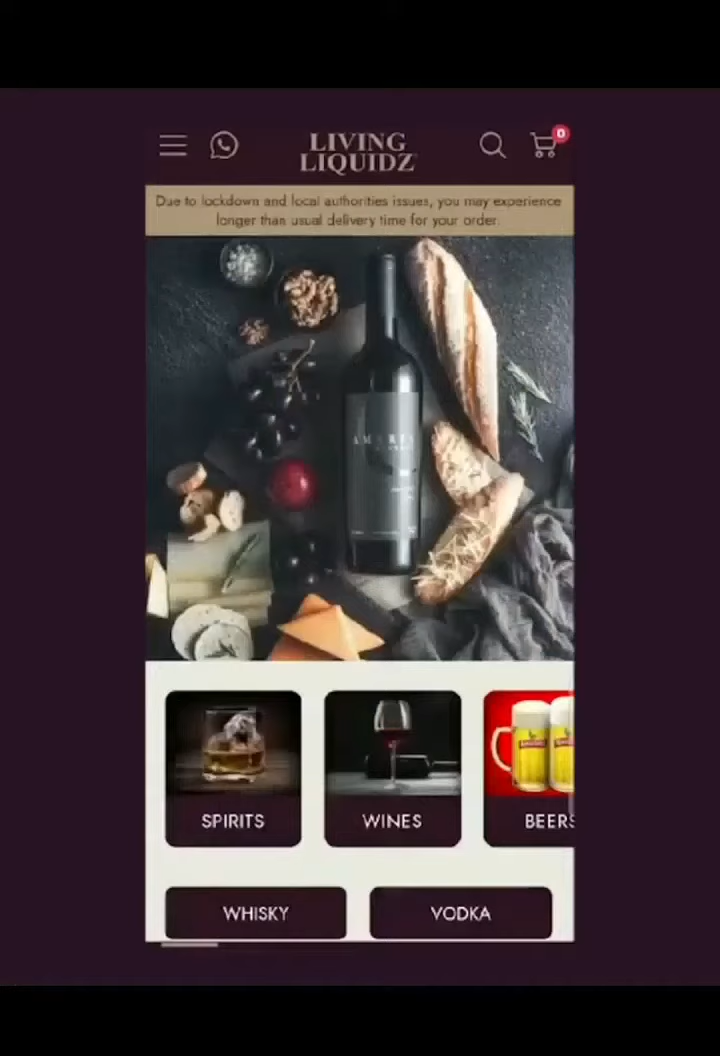 LIVING
LIQUIDZ
0
Due to lockdown and local authorities issues, you may experience
longer than usual delivery time for your order.
SPIRITS
WINES
BEERS
WHISKY
VODKA